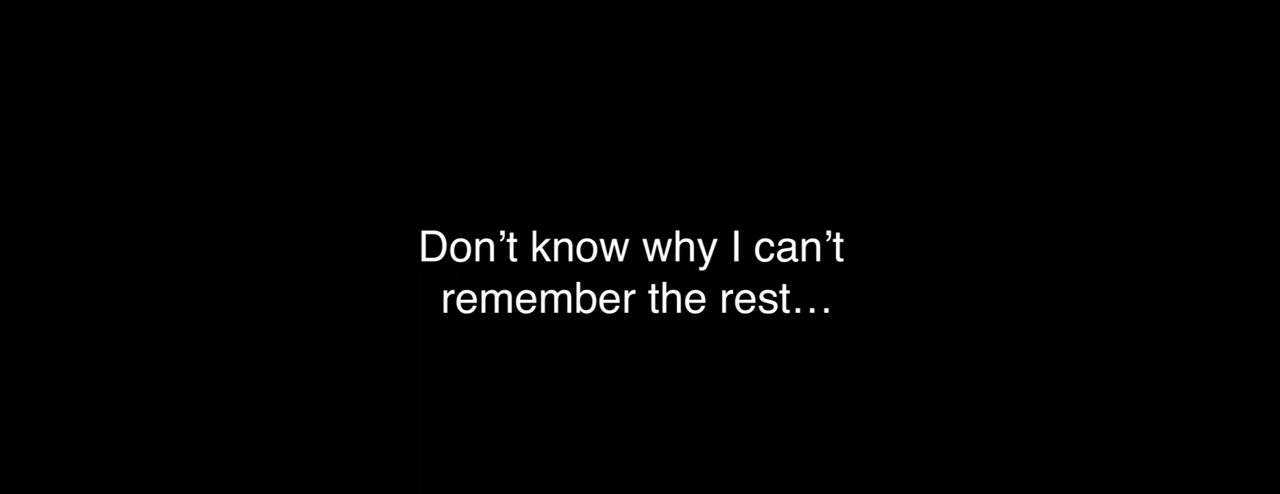 Don’t know why I can’t
remember the rest…